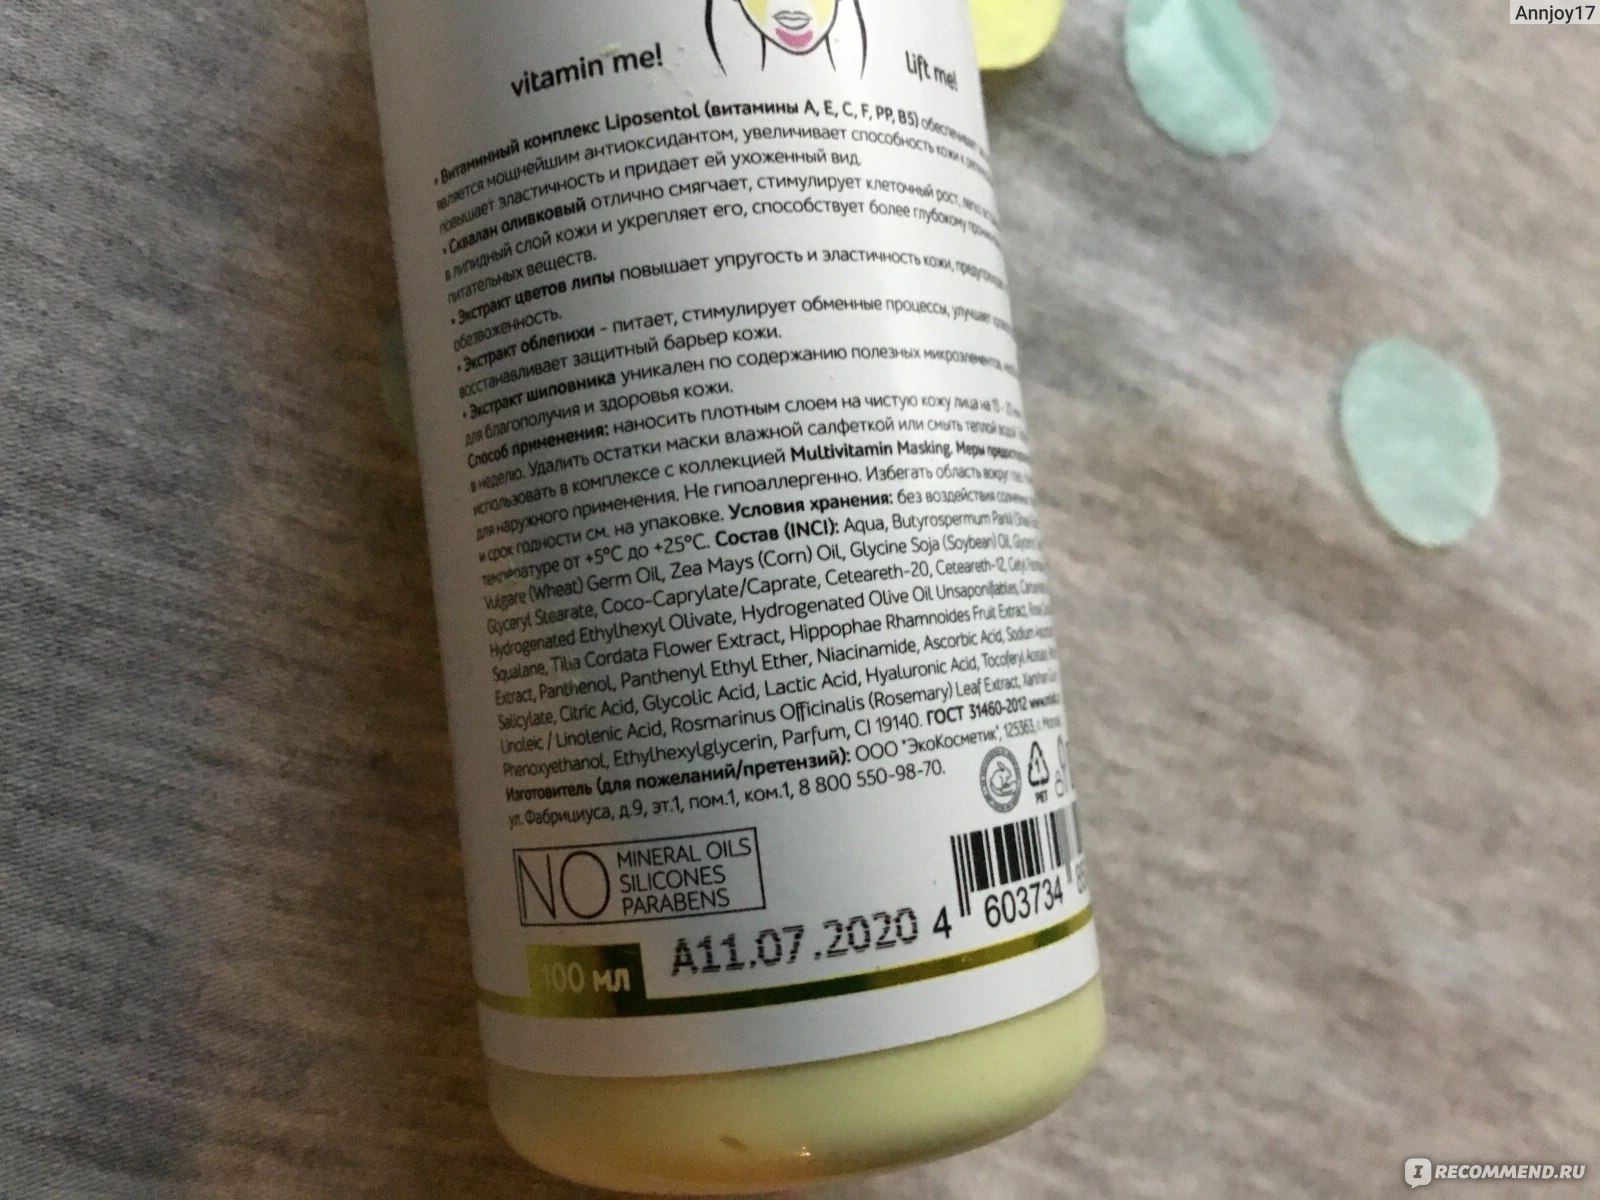 Annjoy17
vitamin me!
Lift me!
• Витаминный комплекс Liposentol (витамины A, E, C, F, PP, B5) обеспечивает
является мощнейшим антиоксидантом, увеличивает способность кожи к
повышает эластичность и придает ей ухоженный вид.
• Сквалан оливковый отлично смягчает, стимулирует клеточный рост, легко
в липидный слой кожи и укрепляет его, способствует более глубокому
питательных веществ.
• Экстракт цветов липы повышает упругость и эластичность кожи,
обезвоженность.
• Экстракт облепихи - питает, стимулирует обменные процессы, улучшает
восстанавливает защитный барьер кожи.
• Экстракт шиповника уникален по содержанию полезных микроэлементов,
для благополучия и здоровья кожи.
Способ применения: наносить плотным слоем на чистую кожу лица на 15 - 20
в неделю. Удалить остатки маски влажной салфеткой или смыть теплой водой.
использовать в комплексе с коллекцией Multivitamin Masking. Меры
для наружного применения. Не гипоаллергенно. Избегать область вокруг
и срок годности см. на упаковке. Условия хранения: без воздействия
температуре от +5°C до +25°C. Состав (INCI): Aqua, Butyrospermum Parkii (Shea
Vulgare (Wheat) Germ Oil, Zea Mays (Corn) Oil, Glycine Soja (Soybean) Oil,
Glyceryl Stearate, Coco-Caprylate/Caprate, Ceteareth-20, Ceteareth-12,
Hydrogenated Ethylhexyl Olivate, Hydrogenated Olive Oil Unsaponifiables,
Squalane, Tilia Cordata Flower Extract, Hippophae Rhamnoides Fruit Extract,
Extract, Panthenol, Panthenyl Ethyl Ether, Niacinamide, Ascorbic Acid, Sodium
Salicylate, Citric Acid, Glycolic Acid, Lactic Acid, Hyaluronic Acid,
Linoleic / Linolenic Acid, Rosmarinus Officinalis (Rosemary) Leaf Extract, Xanthan
Phenoxyethanol, Ethylhexylglycerin, Parfum, CI 19140. ГОСТ 31460-2012
Изготовитель (для пожеланий/претензий): ООО "ЭкоКосметик", 125363, г.
ул. Фабрициуса, д.9, эт.1, пом.1, ком.1, 8 800 550-98-70.
1
PET
NO
MINERAL OILS
SILICONES
PARABENS
4 603734
A11.07.2020
100 мл
IRECOMMEND.RU